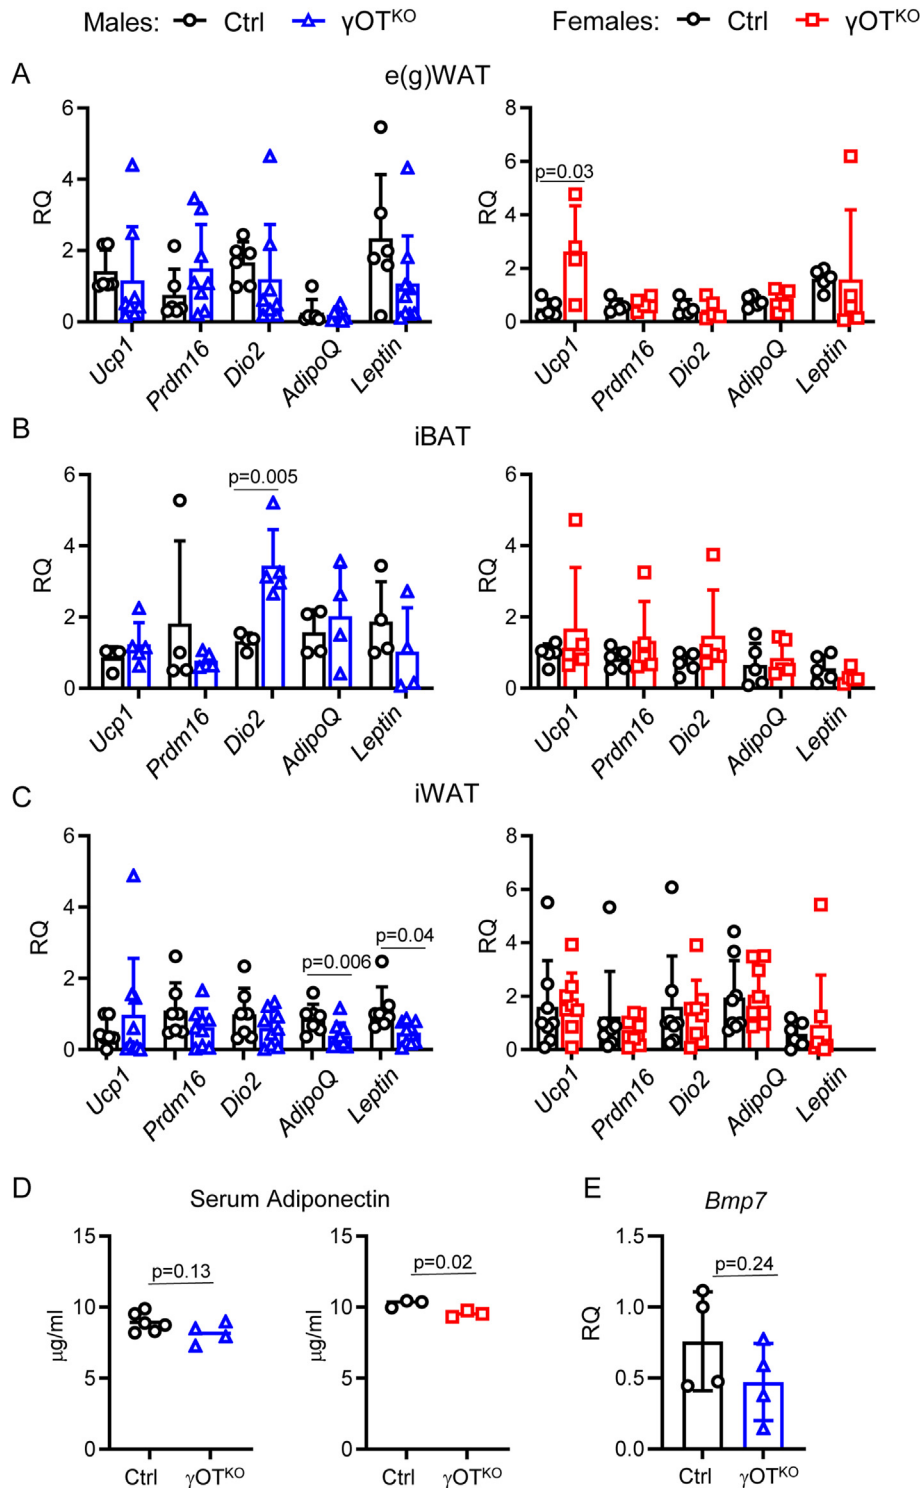 Males: Ctrl γOTᴷᴼ Females: Ctrl γOTᴷᴼ
A
e(g)WAT
RQ
6
4
2
0
Ucp1 Prdm16 Dio2 AdipoQ Leptin
RQ
8
6
4
2
0
p=0.03
Ucp1 Prdm16 Dio2 AdipoQ Leptin
B
iBAT
RQ
6
4
2
0
p=0.005
Ucp1 Prdm16 Dio2 AdipoQ Leptin
RQ
6
4
2
0
Ucp1 Prdm16 Dio2 AdipoQ Leptin
C
iWAT
RQ
6
4
2
0
p=0.006
p=0.04
Ucp1 Prdm16 Dio2 AdipoQ Leptin
RQ
8
6
4
2
0
Ucp1 Prdm16 Dio2 AdipoQ Leptin
D
Serum Adiponectin
µg/ml
15
10
5
0
p=0.13
Ctrl γOTᴷᴼ
µg/ml
15
10
5
0
p=0.02
Ctrl γOTᴷᴼ
E
Bmp7
RQ
1.5
1.0
0.5
0.0
p=0.24
Ctrl γOTᴷᴼ